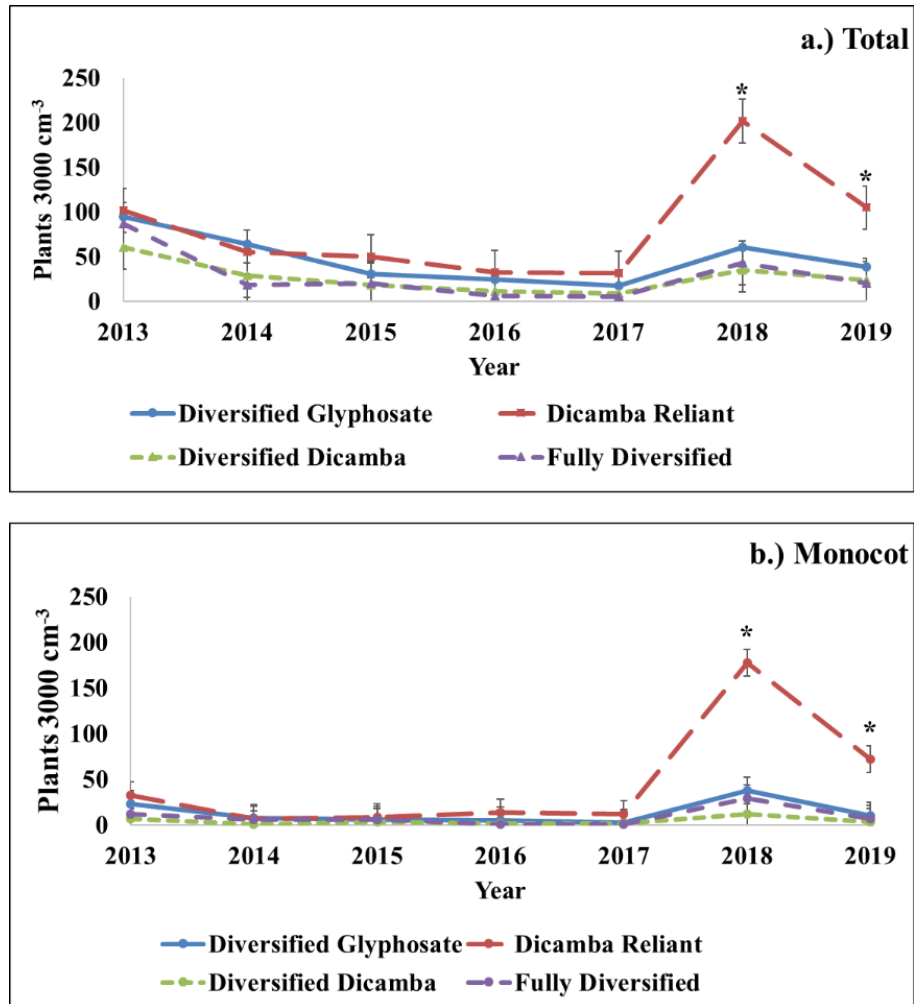 a.) Total
Plants 3000 cm⁻³
250
200
150
100
50
0
*
*
2013 2014 2015 2016 2017 2018 2019
Year
Diversified Glyphosate Dicamba Reliant
Diversified Dicamba Fully Diversified
b.) Monocot
Plants 3000 cm⁻³
250
200
150
100
50
0
*
*
2013 2014 2015 2016 2017 2018 2019
Year
Diversified Glyphosate Dicamba Reliant
Diversified Dicamba Fully Diversified